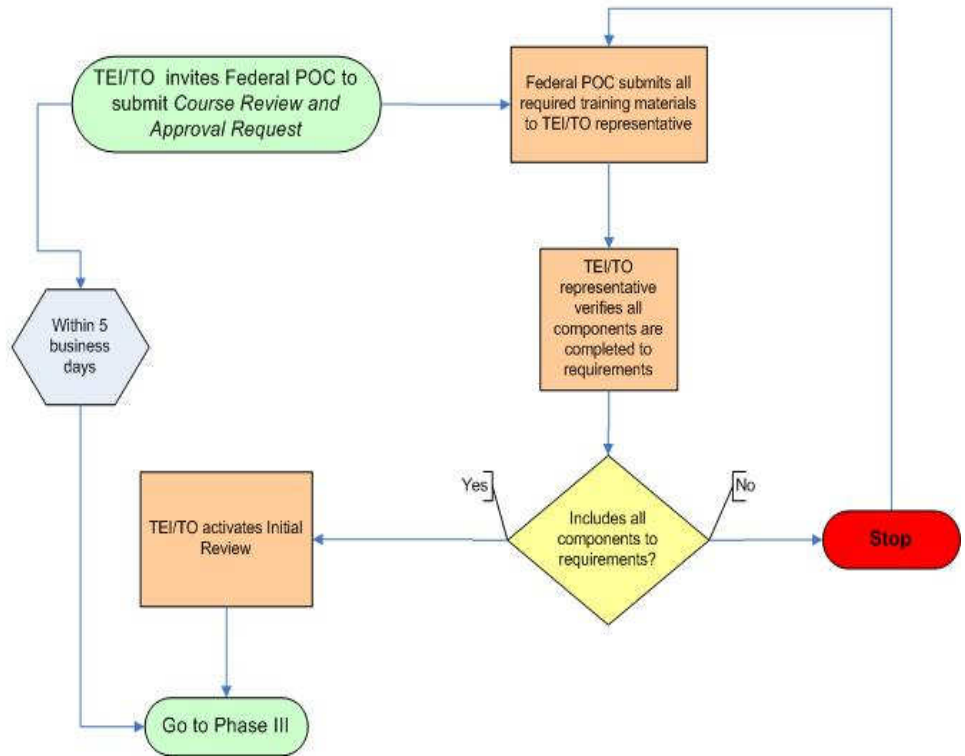 TEI/TO invites Federal POC to
submit Course Review and
Approval Request
Federal POC submits all
required training materials
to TEI/TO representative
TEI/TO
representative
verifies all
components are
completed to
requirements
Within 5
business
days
Yes
No
Includes all
components to
requirements?
Stop
TEI/TO activates Initial
Review
Go to Phase III